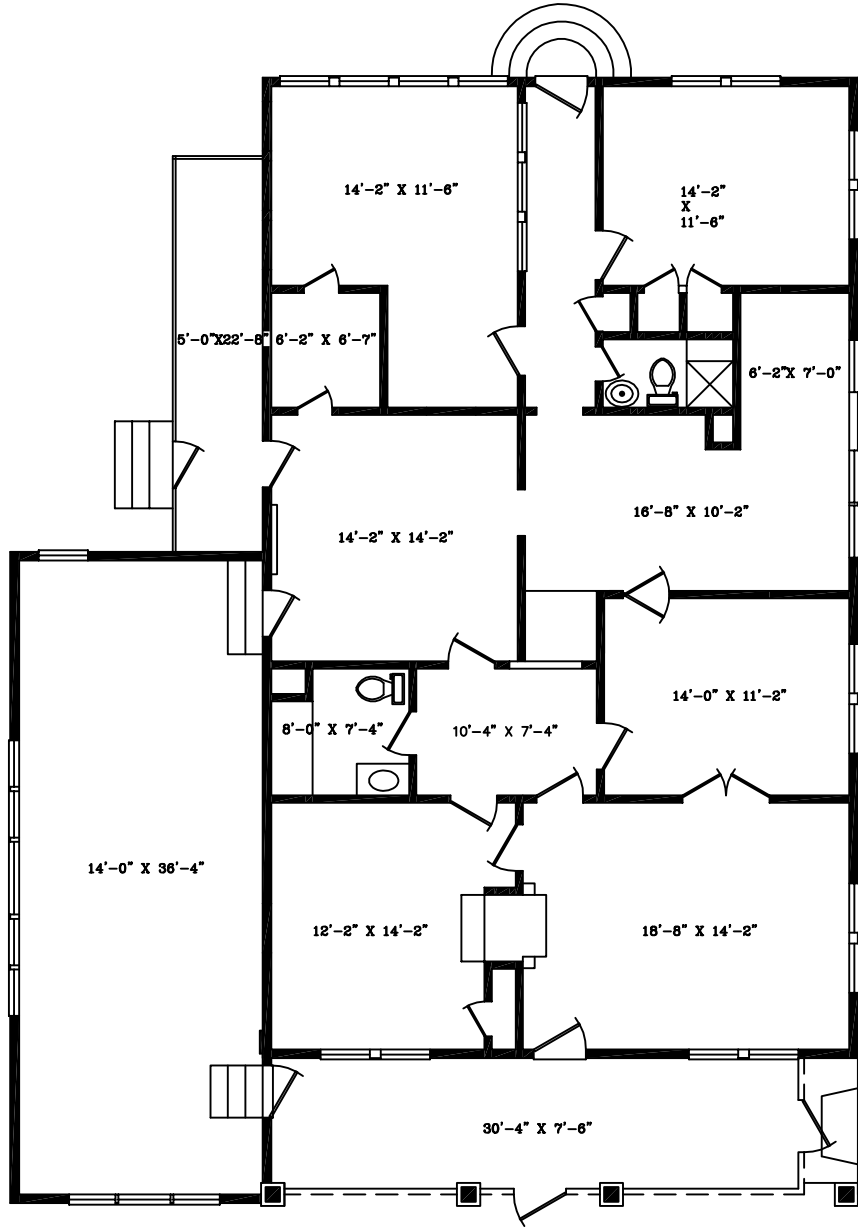 14'-2" X 11'-6"
14'-2"
X
11'-6"
5'-0"X22'-8"
6'-2" X 6'-7"
6'-2"X 7'-0"
16'-8" X 10'-2"
14'-2" X 14'-2"
14'-0" X 11'-2"
8'-0" X 7'-4"
10'-4" X 7'-4"
14'-0" X 36'-4"
12'-2" X 14'-2"
18'-8" X 14'-2"
30'-4" X 7'-6"